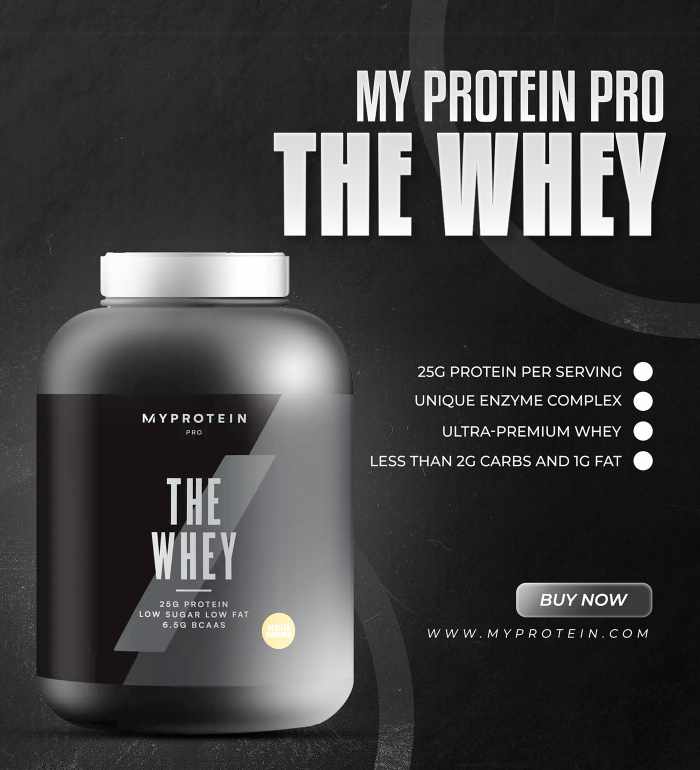 MY PROTEIN PRO
THE WHEY
25G PROTEIN PER SERVING
UNIQUE ENZYME COMPLEX
ULTRA-PREMIUM WHEY
LESS THAN 2G CARBS AND 1G FAT
MYPROTEIN
PRO
THE
WHEY
25G PROTEIN
LOW SUGAR LOW FAT
6.5G BCAAS
BUY NOW
WWW.MYPROTEIN.COM